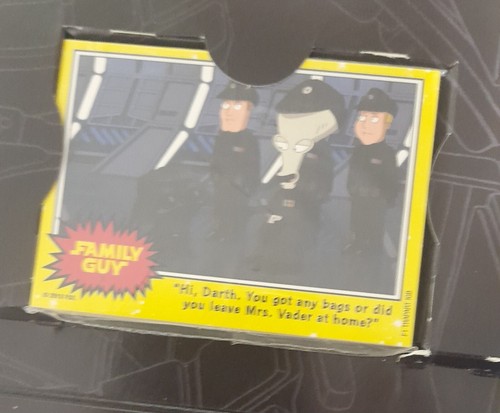 FAMILY
GUY
"Hi, Darth. You got any bags or did
you leave Mrs. Vader at home?"